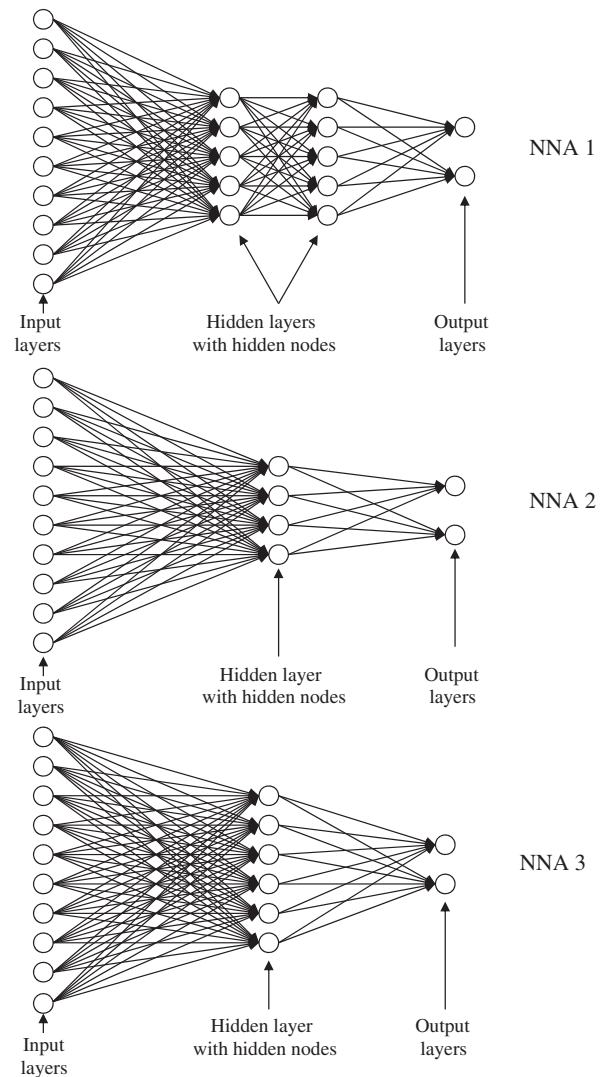 NNA 1
Input
layers
Hidden layers
with hidden nodes
Output
layers
NNA 2
Input
layers
Hidden layer
with hidden nodes
Output
layers
NNA 3
Input
layers
Hidden layer
with hidden nodes
Output
layers